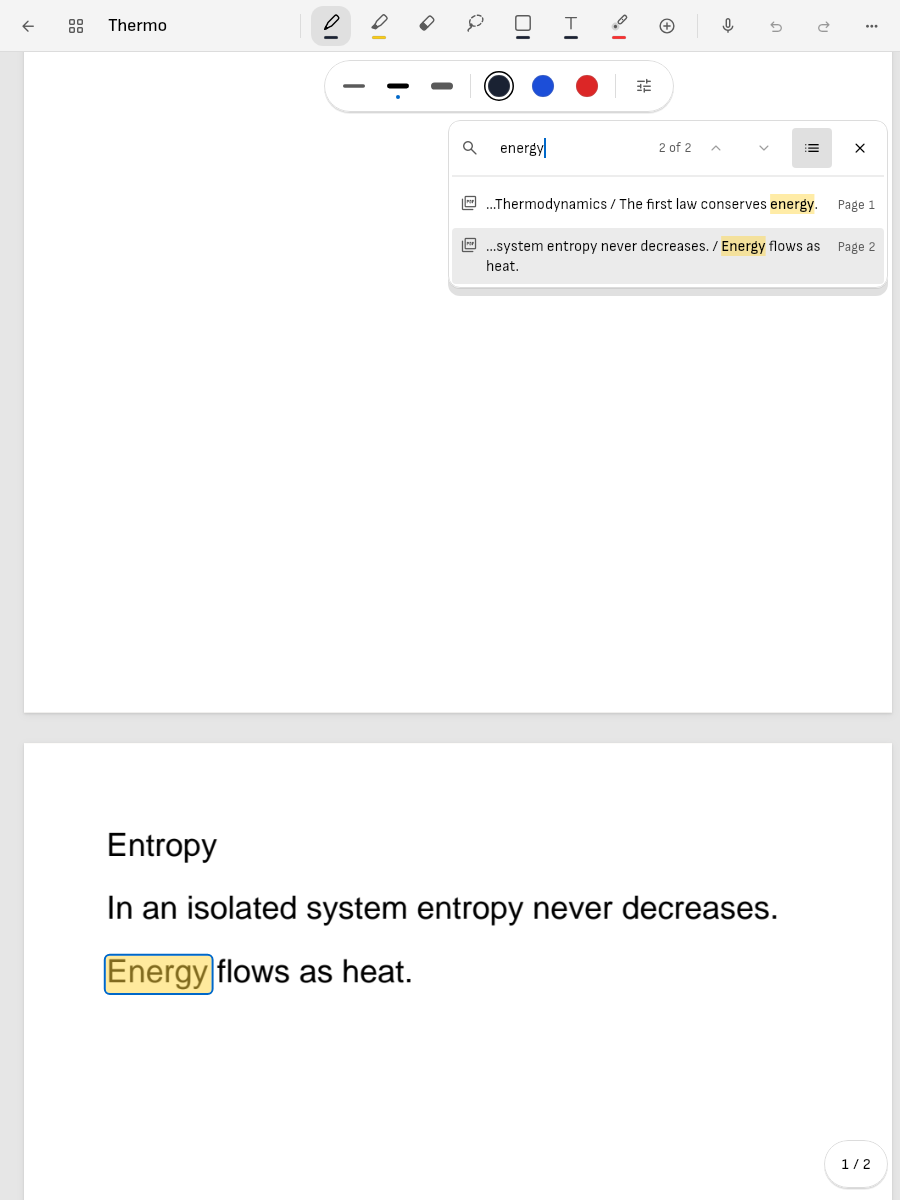 Thermo
energy
2 of 2
...Thermodynamics / The first law conserves energy.
Page 1
...system entropy never decreases. / Energy flows as
heat.
Page 2
Entropy
In an isolated system entropy never decreases.
Energy flows as heat.
1 / 2